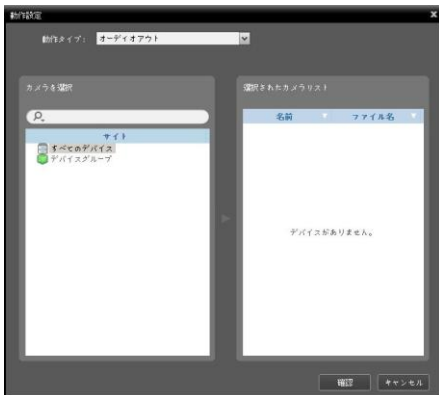 動作設定
動作タイプ: オーディオアウト
カメラを選択
サイト
すべてのデバイス
デバイスグループ
選択されたカメラリスト
名前 ファイル名
デバイスがありません。
確認 キャンセル